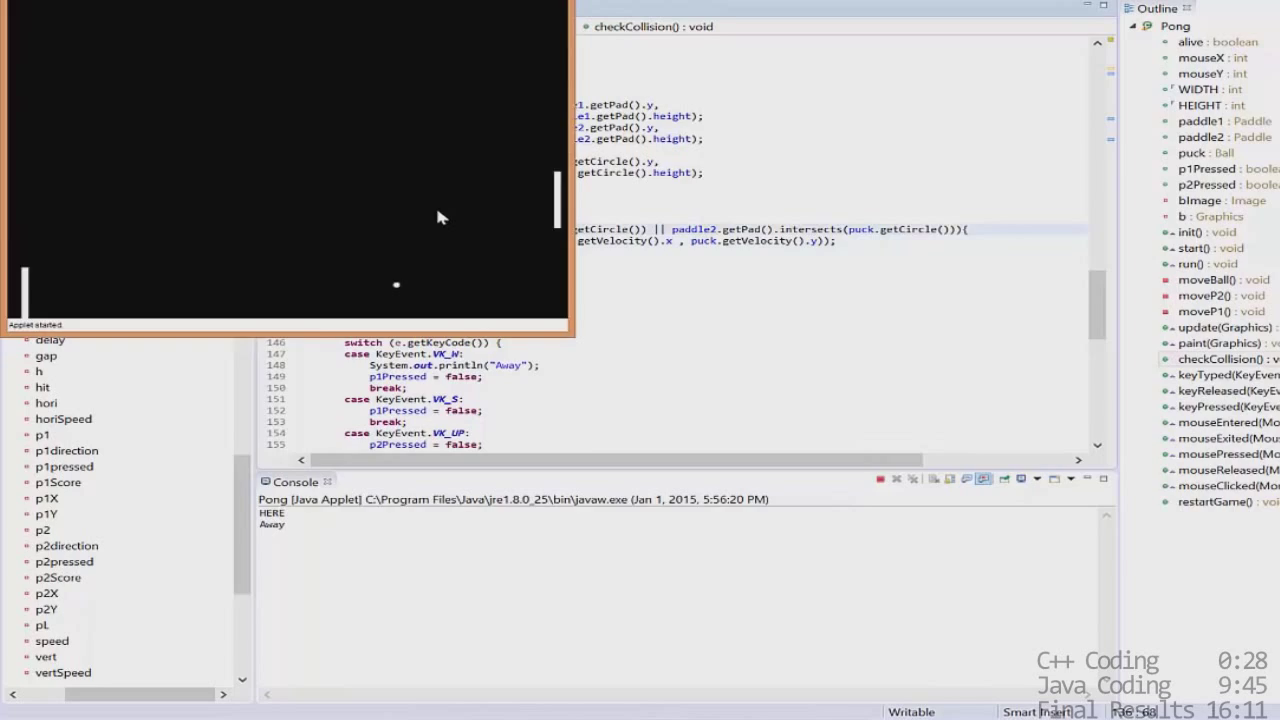 checkCollision() : void
e1.getPad().y,
le1.getPad().height);
e2.getPad().y,
le2.getPad().height);
getCircle().y,
getCircle().height);
getCircle()) || paddle2.getPad().intersects(puck.getCircle())){
getVelocity().x , puck.getVelocity().y));
Applet started.
146 switch (e.getKeyCode()) {
147 case KeyEvent.VK_W:
148 System.out.println("Away");
149 p1Pressed = false;
150 break;
151 case KeyEvent.VK_S:
152 p1Pressed = false;
153 break;
154 case KeyEvent.VK_UP:
155 p2Pressed = false;
delay
gap
h
hit
hori
horiSpeed
p1
p1direction
p1pressed
p1Score
p1X
p1Y
p2
p2direction
p2pressed
p2Score
p2X
p2Y
pL
speed
vert
vertSpeed
Console
Pong [Java Applet] C:\Program Files\Java\jre1.8.0_25\bin\javaw.exe (Jan 1, 2015, 5:56:20 PM)
HERE
Away
Outline
Pong
alive : boolean
mouseX : int
mouseY : int
WIDTH : int
HEIGHT : int
paddle1 : Paddle
paddle2 : Paddle
puck : Ball
p1Pressed : boolean
p2Pressed : boolean
bImage : Image
b : Graphics
init() : void
start() : void
run() : void
moveBall() : void
moveP2() : void
moveP1() : void
update(Graphics)
paint(Graphics) :
checkCollision() : v
keyTyped(KeyEven
keyReleased(KeyE
keyPressed(KeyEve
mouseEntered(Mo
mouseExited(Mou
mousePressed(Mo
mouseReleased(M
mouseClicked(Mou
restartGame() : voi
Writable
Smart Insert
C++ Coding 0:28
Java Coding 9:45
Final Results 16:11